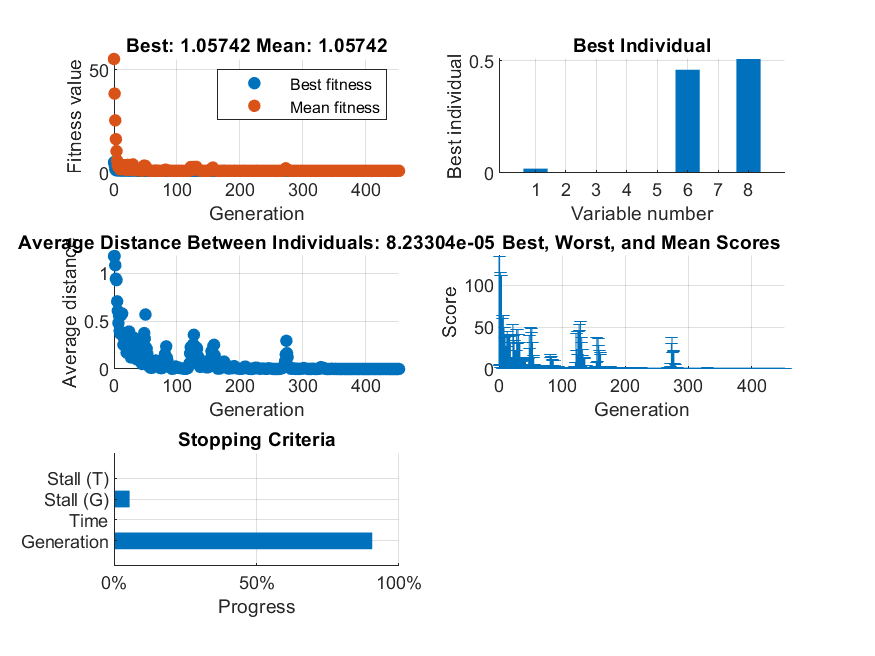 Best: 1.05742 Mean: 1.05742
Fitness value
50
0
Best fitness
Mean fitness
0 100 200 300 400
Generation
Best Individual
Best individual
0.5
0
1 2 3 4 5 6 7 8
Variable number
Average Distance Between Individuals: 8.23304e-05
Average distance
1
0.5
0
0 100 200 300 400
Generation
Best, Worst, and Mean Scores
Score
100
50
0
0 100 200 300 400
Generation
Stopping Criteria
Stall (T)
Stall (G)
Time
Generation
0% 50% 100%
Progress